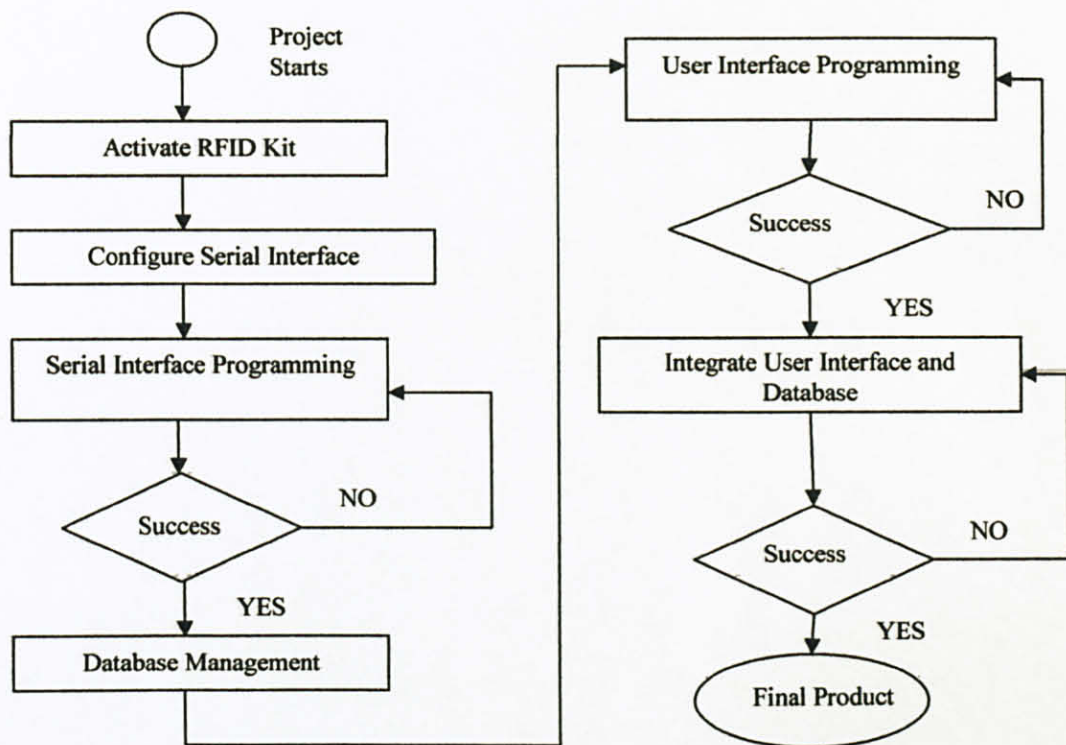 Project
Starts
Activate RFID Kit
Configure Serial Interface
Serial Interface Programming
Success
NO
YES
Database Management
User Interface Programming
Success
NO
YES
Integrate User Interface and
Database
Success
NO
YES
Final Product